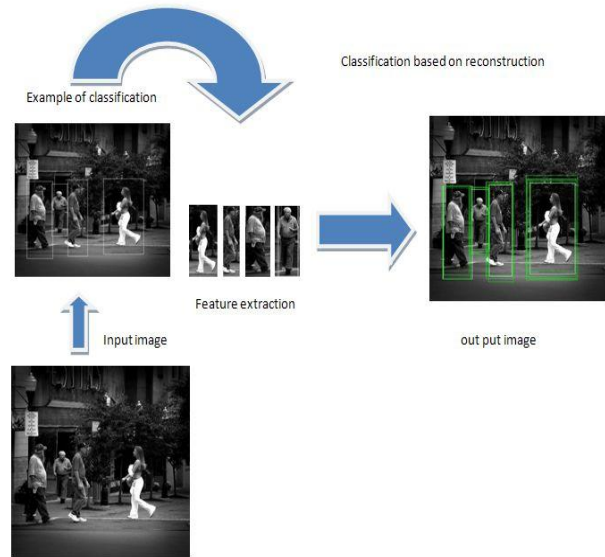 Classification based on reconstruction
Example of classification
Feature extraction
Input image
out put image